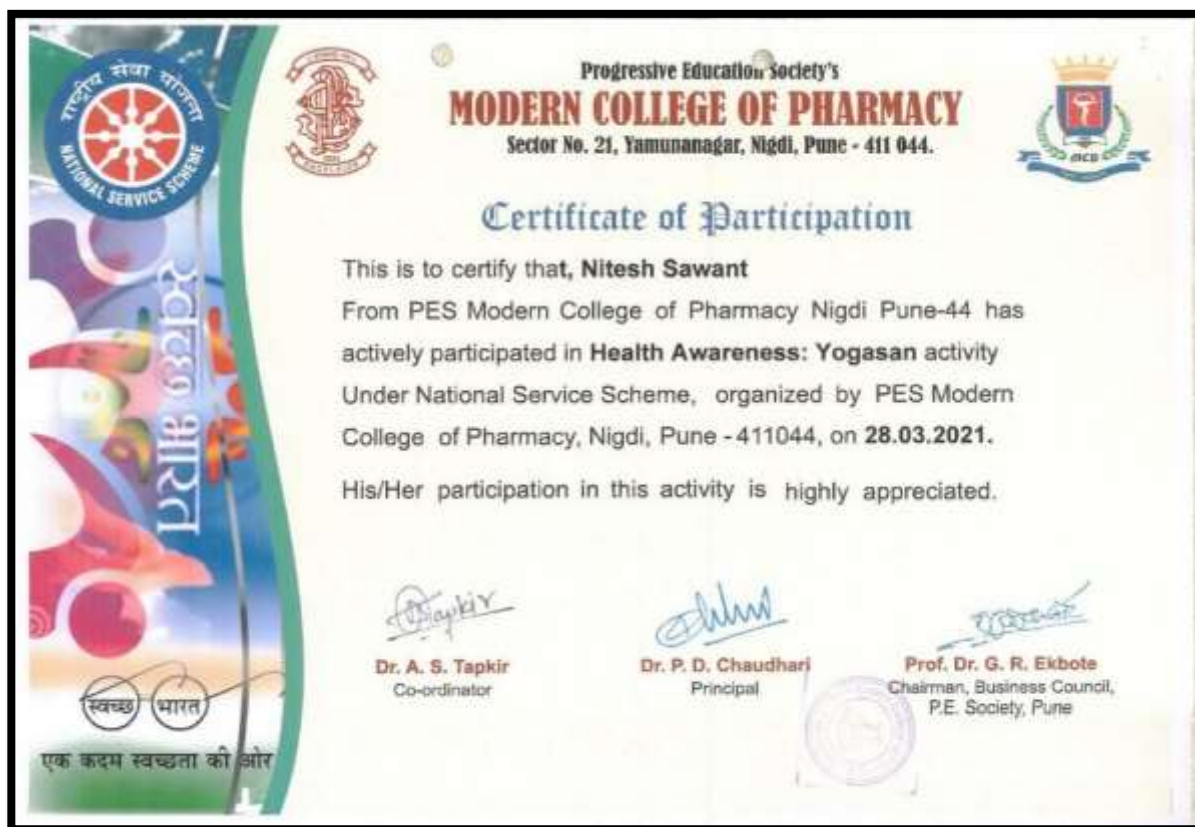 राष्ट्रीय सेवा योजना
NATIONAL SERVICE SCHEME
Progressive Education Society's
MODERN COLLEGE OF PHARMACY
Sector No. 21, Yamunanagar, Nigdi, Pune - 411 044.
Certificate of Participation
This is to certify that, Nitesh Sawant
From PES Modern College of Pharmacy Nigdi Pune-44 has
actively participated in Health Awareness: Yogasan activity
Under National Service Scheme, organized by PES Modern
College of Pharmacy, Nigdi, Pune - 411044, on 28.03.2021.
His/Her participation in this activity is highly appreciated.
Tapkir
Dr. A. S. Tapkir
Co-ordinator
Dr. P. D. Chaudhari
Principal
Prof. Dr. G. R. Ekbote
Chairman, Business Council,
P.E. Society, Pune
स्वच्छ भारत
एक कदम स्वच्छता की ओर